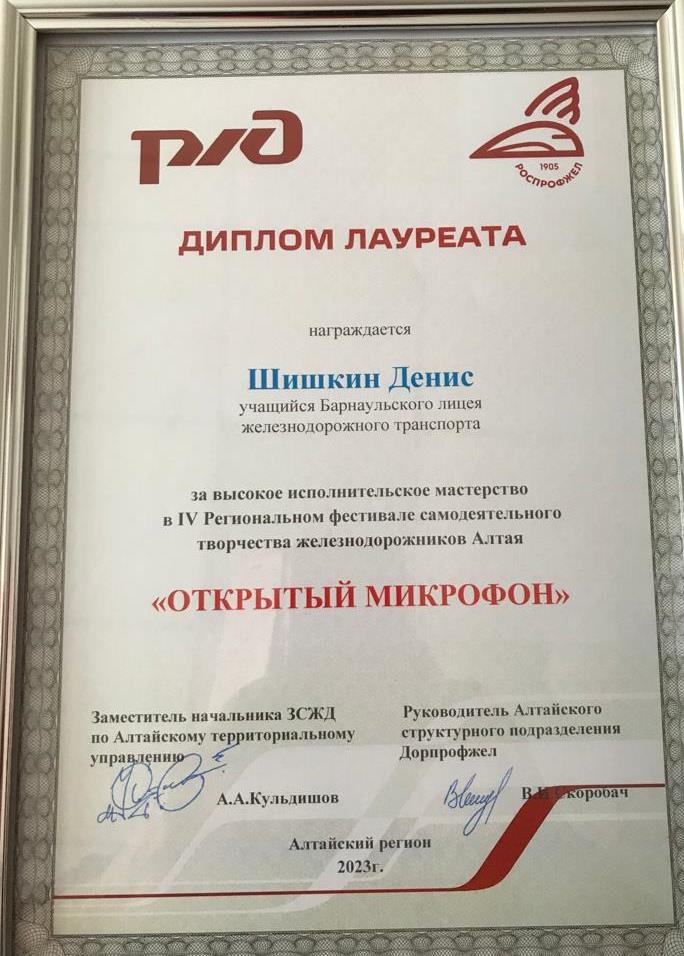 РЖД
1905
РОСПРОФЖЕЛ
ДИПЛОМ ЛАУРЕАТА
награждается
Шишкин Денис
учащийся Барнаульского лицея
железнодорожного транспорта
за высокое исполнительское мастерство
в IV Региональном фестивале самодеятельного
творчества железнодорожников Алтая
«ОТКРЫТЫЙ МИКРОФОН»
Заместитель начальника ЗСЖД
по Алтайскому территориальному
управлению
А.А.Кульдишов
Руководитель Алтайского
структурного подразделения
Дорпрофжел
Скоробач
Алтайский регион
2023г.